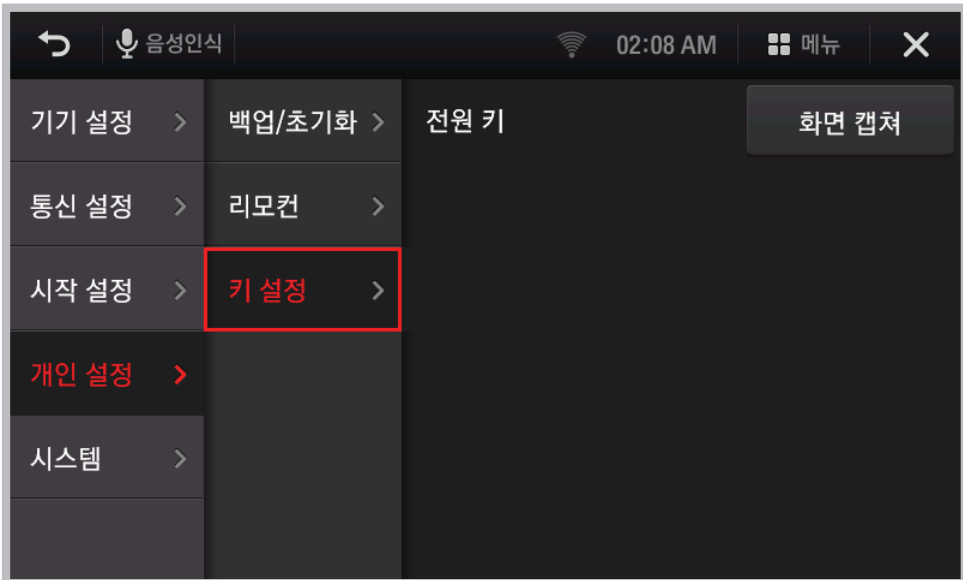 음성인식 02:08 AM 메뉴
기기 설정 백업/초기화 전원 키 화면 캡쳐
통신 설정 리모컨
시작 설정 키 설정
개인 설정
시스템